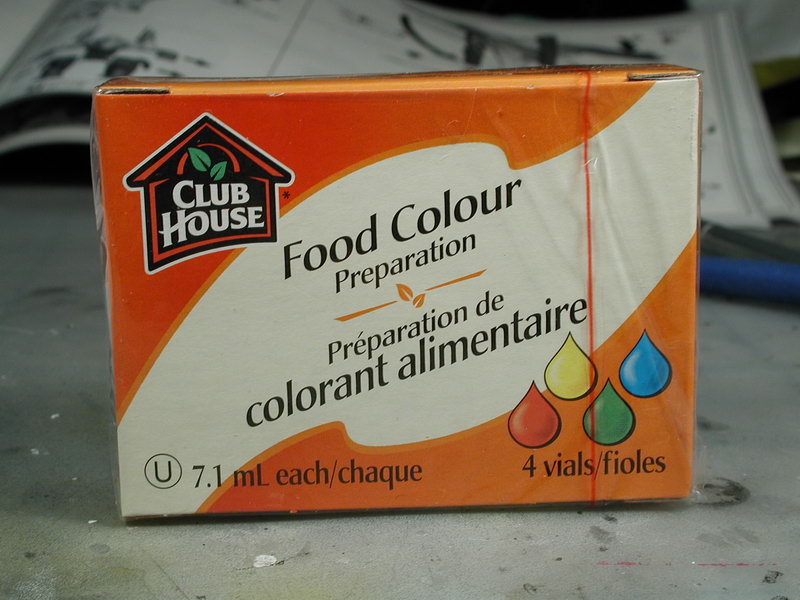 CLUB
HOUSE*
Food Colour
Preparation
Préparation de
colorant alimentaire
U 7.1 mL each/chaque
4 vials/fioles